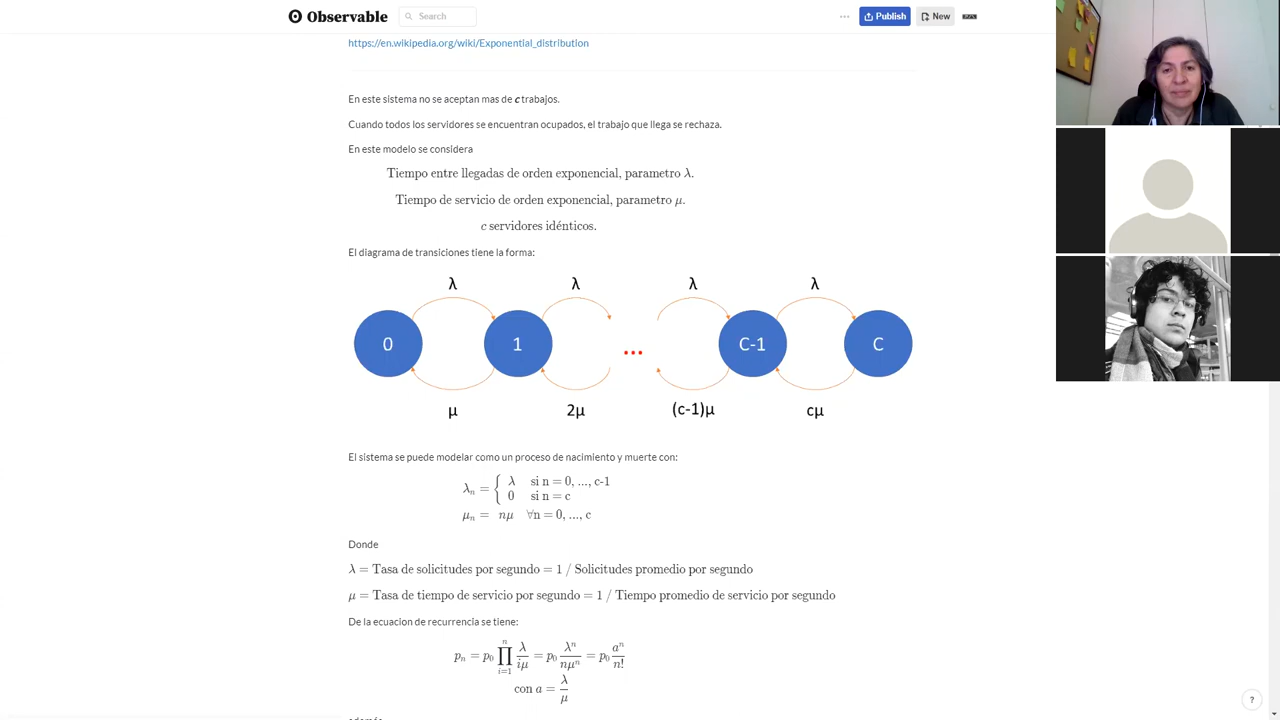 Observable
Search
Publish
New
https://en.wikipedia.org/wiki/Exponential_distribution
En este sistema no se aceptan mas de c trabajos.
Cuando todos los servidores se encuentran ocupados, el trabajo que llega se rechaza.
En este modelo se considera
Tiempo entre llegadas de orden exponencial, parametro λ.
Tiempo de servicio de orden exponencial, parametro μ.
c servidores idénticos.
El diagrama de transiciones tiene la forma:
λ λ λ λ
0 1 ... C-1 C
μ 2μ (c-1)μ cμ
El sistema se puede modelar como un proceso de nacimiento y muerte con:
λn = { λ si n = 0, ..., c-1
0 si n = c
μn = nμ ∀n = 0, ..., c
Donde
λ = Tasa de solicitudes por segundo = 1 / Solicitudes promedio por segundo
μ = Tasa de tiempo de servicio por segundo = 1 / Tiempo promedio de servicio por segundo
De la ecuacion de recurrencia se tiene:
pn = p0 ∏_{i=1}^{n} λ/iμ = p0 λ^n/nμ^n = p0 a^n/n!
con a = λ/μ
?